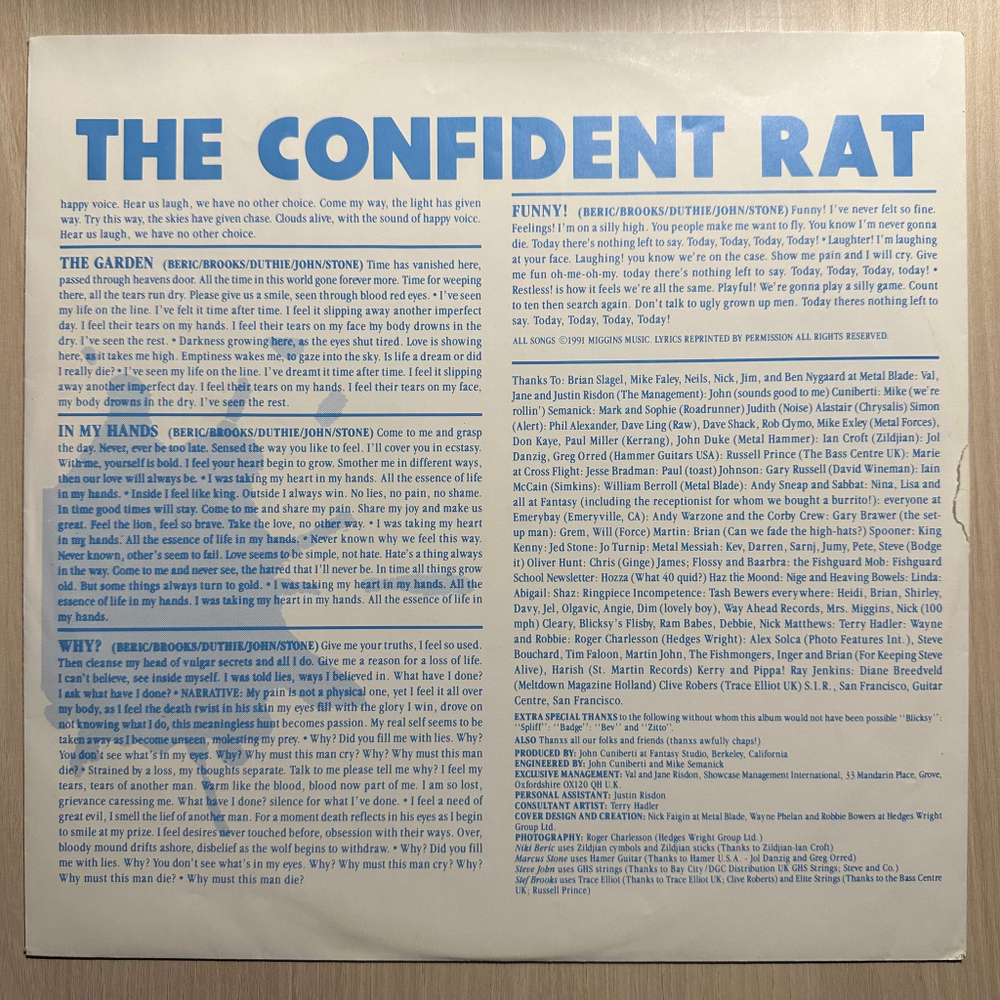 THE CONFIDENT RAT
happy voice. Hear us laugh, we have no other choice. Come my way, the light has given
way. Try this way, the skies have given chase. Clouds alive, with the sound of happy voice.
Hear us laugh, we have no other choice.
THE GARDEN (BERIC/BROOKS/DUTHIE/JOHN/STONE) Time has vanished here,
passed through heavens door. All the time in this world gone forever more. Time for weeping
there, all the tears run dry. Please give us a smile, seen through blood red eyes. • I've seen
my life on the line. I've felt it time after time. I feel it slipping away another imperfect
day. I feel their tears on my hands. I feel their tears on my face my body drowns in the
dry. I've seen the rest. • Darkness growing here, as the eyes shut tired. Love is showing
here, as it takes me high. Emptiness wakes me, to gaze into the sky. Is life a dream or did
I really die? • I've seen my life on the line. I've dreamt it time after time. I feel it slipping
away another imperfect day. I feel their tears on my hands. I feel their tears on my face,
my body drowns in the dry. I've seen the rest.
IN MY HANDS (BERIC/BROOKS/DUTHIE/JOHN/STONE) Come to me and grasp
the day. Never, ever be too late. Sensed the way you like to feel. I'll cover you in ecstasy.
With me, yourself is bold. I feel your heart begin to grow. Smother me in different ways,
then our love will always be. • I was taking my heart in my hands. All the essence of life
in my hands. • Inside I feel like king. Outside I always win. No lies, no pain, no shame.
In time good times will stay. Come to me and share my pain. Share my joy and make us
great. Feel the lion, feel so brave. Take the love, no other way. • I was taking my heart
in my hands. All the essence of life in my hands. • Never known why we feel this way.
Never known, other's seem to fail. Love seems to be simple, not hate. Hate's a thing always
in the way. Come to me and never see, the hatred that I'll never be. In time all things grow
old. But some things always turn to gold. • I was taking my heart in my hands. All the
essence of life in my hands. I was taking my heart in my hands. All the essence of life in
my hands.
WHY? (BERIC/BROOKS/DUTHIE/JOHN/STONE) Give me your truths, I feel so used.
Then cleanse my head of vulgar secrets and all I do. Give me a reason for a loss of life.
I can't believe, see inside myself. I was told lies, ways I believed in. What have I done?
I ask what have I done? • NARRATIVE: My pain is not a physical one, yet I feel it all over
my body, as I feel the death twist in his skin my eyes fill with the glory I win, drove on
not knowing what I do, this meaningless hunt becomes passion. My real self seems to be
taken away as I become unseen, molesting my prey. • Why? Did you fill me with lies. Why?
You don't see what's in my eyes. Why? Why must this man cry? Why? Why must this man
die? • Strained by a loss, my thoughts separate. Talk to me please tell me why? I feel my
tears, tears of another man. Warm like the blood, blood now part of me. I am so lost,
grievance caressing me. What have I done? silence for what I've done. • I feel a need of
great evil, I smell the lief of another man. For a moment death reflects in his eyes as I begin
to smile at my prize. I feel desires never touched before, obsession with their ways. Over,
bloody mound drifts ashore, disbelief as the wolf begins to withdraw. • Why? Did you fill
me with lies. Why? You don't see what's in my eyes. Why? Why must this man cry? Why?
Why must this man die? • Why must this man die?
FUNNY! (BERIC/BROOKS/DUTHIE/JOHN/STONE) Funny! I've never felt so fine.
Feelings! I'm on a silly high. You people make me want to fly. You know I'm never gonna
die. Today there's nothing left to say. Today, Today, Today, Today! • Laughter! I'm laughing
at your face. Laughing! you know we're on the case. Show me pain and I will cry. Give
me fun oh-me-oh-my. today there's nothing left to say. Today, Today, Today, today! •
Restless! is how it feels we're all the same. Playful! We're gonna play a silly game. Count
to ten then search again. Don't talk to ugly grown up men. Today theres nothing left to
say. Today, Today, Today, Today!
ALL SONGS ©1991 MIGGINS MUSIC. LYRICS REPRINTED BY PERMISSION ALL RIGHTS RESERVED.
Thanks To: Brian Slagel, Mike Faley, Neils, Nick, Jim, and Ben Nygaard at Metal Blade: Val,
Jane and Justin Risdon (The Management): John (sounds good to me) Cuniberti: Mike (we're
rollin') Semanick: Mark and Sophie (Roadrunner) Judith (Noise) Alastair (Chrysalis) Simon
(Alert): Phil Alexander, Dave Ling (Raw), Dave Shack, Rob Clymo, Mike Exley (Metal Forces),
Don Kaye, Paul Miller (Kerrang), John Duke (Metal Hammer): Ian Croft (Zildjian): Jol
Danzig, Greg Orred (Hammer Guitars USA): Russell Prince (The Bass Centre UK): Marie
at Cross Flight: Jesse Bradman: Paul (toast) Johnson: Gary Russell (David Wineman): Iain
McCain (Simkins): William Berroll (Metal Blade): Andy Sneap and Sabbat: Nina, Lisa and
all at Fantasy (including the receptionist for whom we bought a burrito!): everyone at
Emerybay (Emeryville, CA): Andy Warzone and the Corby Crew: Gary Brawer (the set-
up man): Grem, Will (Force) Martin: Brian (Can we fade the high-hats?) Spooner: King
Kenny: Jed Stone: Jo Turnip: Metal Messiah: Kev, Darren, Sarnj, Jumy, Pete, Steve (Bodge
it) Oliver Hunt: Chris (Ginge) James; Flossy and Baarbra: the Fishguard Mob: Fishguard
School Newsletter: Hozza (What 40 quid?) Haz the Moond: Nige and Heaving Bowels: Linda:
Abigail: Shaz: Ringpiece Incompetence: Tash Bewers everywhere: Heidi, Brian, Shirley,
Davy, Jel, Olgavic, Angie, Dim (lovely boy), Way Ahead Records, Mrs. Miggins, Nick (100
mph) Cleary, Blicksy's Flisby, Ram Babes, Debbie, Nick Matthews: Terry Hadler: Wayne
and Robbie: Roger Charlesson (Hedges Wright): Alex Solca (Photo Features Int.), Steve
Bouchard, Tim Faloon, Martin John, The Fishmongers, Inger and Brian (For Keeping Steve
Alive), Harish (St. Martin Records) Kerry and Pippa! Ray Jenkins: Diane Breedveld
(Meltdown Magazine Holland) Clive Robers (Trace Elliot UK) S.I.R., San Francisco, Guitar
Centre, San Francisco.
EXTRA SPECIAL THANXS to the following without whom this album would not have been possible "Blicksy":
"Spliff": "Badge": "Bev" and "Zitto".
ALSO Thanxs all our folks and friends (thanxs awfully chaps!)
PRODUCED BY: John Cuniberti at Fantasy Studio, Berkeley, California
ENGINEERED BY: John Cuniberti and Mike Semanick
EXCLUSIVE MANAGEMENT: Val and Jane Risdon, Showcase Management International, 33 Mandarin Place, Grove,
Oxfordshire OX120 QH U.K.
PERSONAL ASSISTANT: Justin Risdon
CONSULTANT ARTIST: Terry Hadler
COVER DESIGN AND CREATION: Nick Faigin at Metal Blade, Wayne Phelan and Robbie Bowers at Hedges Wright
Group Ltd.
PHOTOGRAPHY: Roger Charlesson (Hedges Wright Group Ltd.)
Niki Beric uses Zildjian cymbols and Zildjian sticks (Thanks to Zildjian-Ian Croft)
Marcus Stone uses Hamer Guitar (Thanks to Hamer U.S.A. - Jol Danzig and Greg Orred)
Steve John uses GHS strings (Thanks to Bay City/DGC Distribution UK GHS Strings; Steve and Co.)
Stef Brooks uses Trace Elliot (Thanks to Trace Elliot UK; Clive Roberts) and Elite Strings (Thanks to the Bass Centre
UK; Russell Prince)